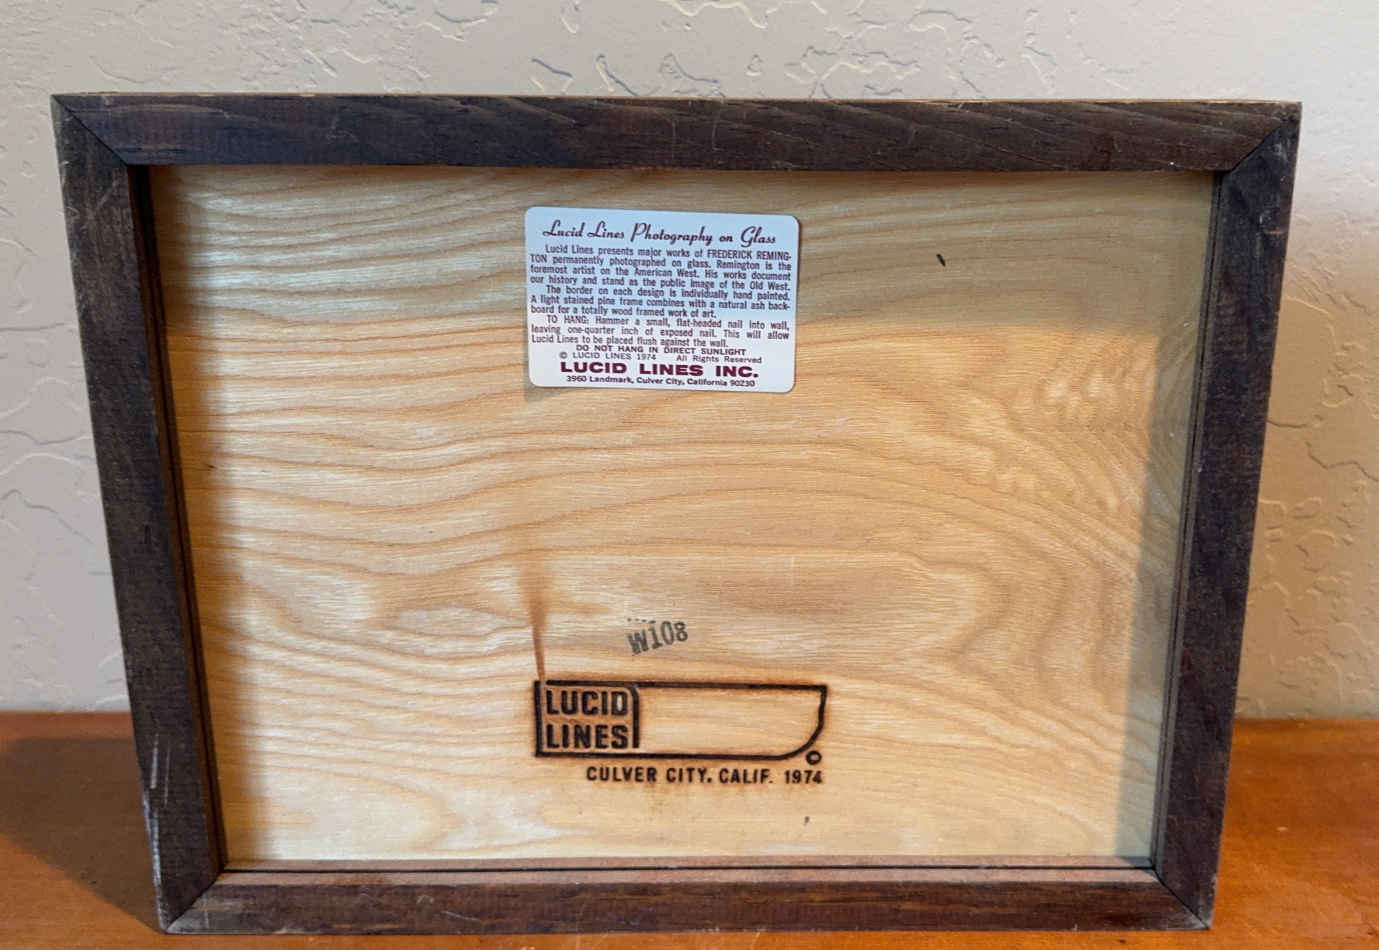 Lucid Lines Photography on Glass
Lucid Lines presents major works of FREDERICK REMING-
TON permanently photographed on glass. Remington is the
foremost artist on the American West. His works document
our history and stand as the public image of the Old West.
The border on each design is individually hand painted.
A light stained pine frame combines with a natural ash back-
board for a totally wood framed work of art.
TO HANG: Hammer a small, flat-headed nail into wall,
leaving one-quarter inch of exposed nail. This will allow
Lucid Lines to be placed flush against the wall.
DO NOT HANG IN DIRECT SUNLIGHT
© LUCID LINES 1974 All Rights Reserved
LUCID LINES INC.
3960 Landmark, Culver City, California 90230
W108
LUCID
LINES
©
CULVER CITY, CALIF. 1974